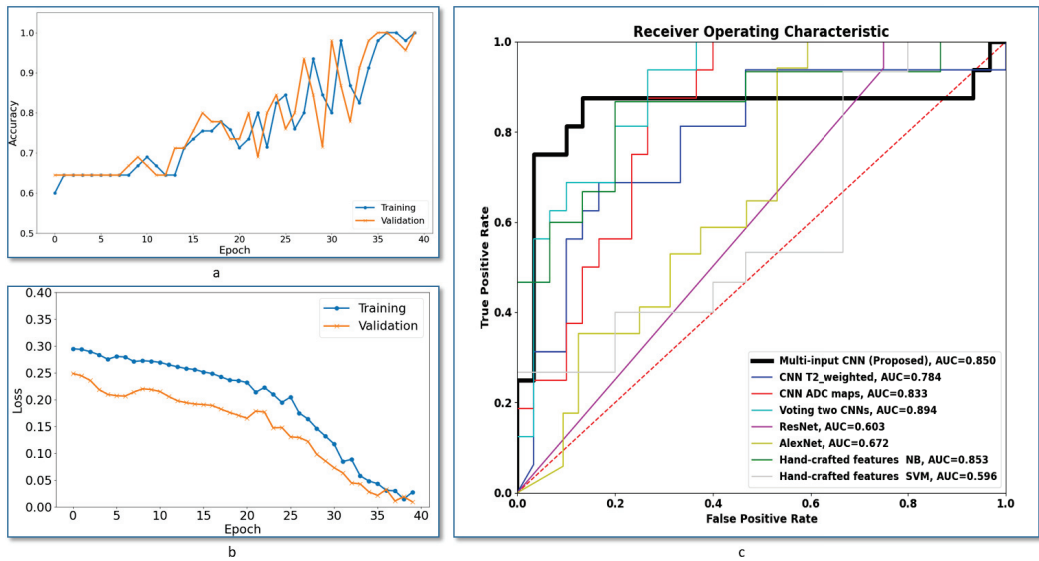 1.0
0.9
0.8
0.7
0.6
0.5
Accuracy
0 5 10 15 20 25 30 35 40
Epoch
Training
Validation
a
0.40
0.35
0.30
0.25
0.20
0.15
0.10
0.05
0.00
Loss
Training
Validation
0 5 10 15 20 25 30 35 40
Epoch
b
Receiver Operating Characteristic
1.0
0.8
0.6
0.4
0.2
0.0
True Positive Rate
Multi-input CNN (Proposed), AUC=0.850
CNN T2_weighted, AUC=0.784
CNN ADC maps, AUC=0.833
Voting two CNNs, AUC=0.894
ResNet, AUC=0.603
AlexNet, AUC=0.672
Hand-crafted features NB, AUC=0.853
Hand-crafted features SVM, AUC=0.596
0.0 0.2 0.4 0.6 0.8 1.0
False Positive Rate
c